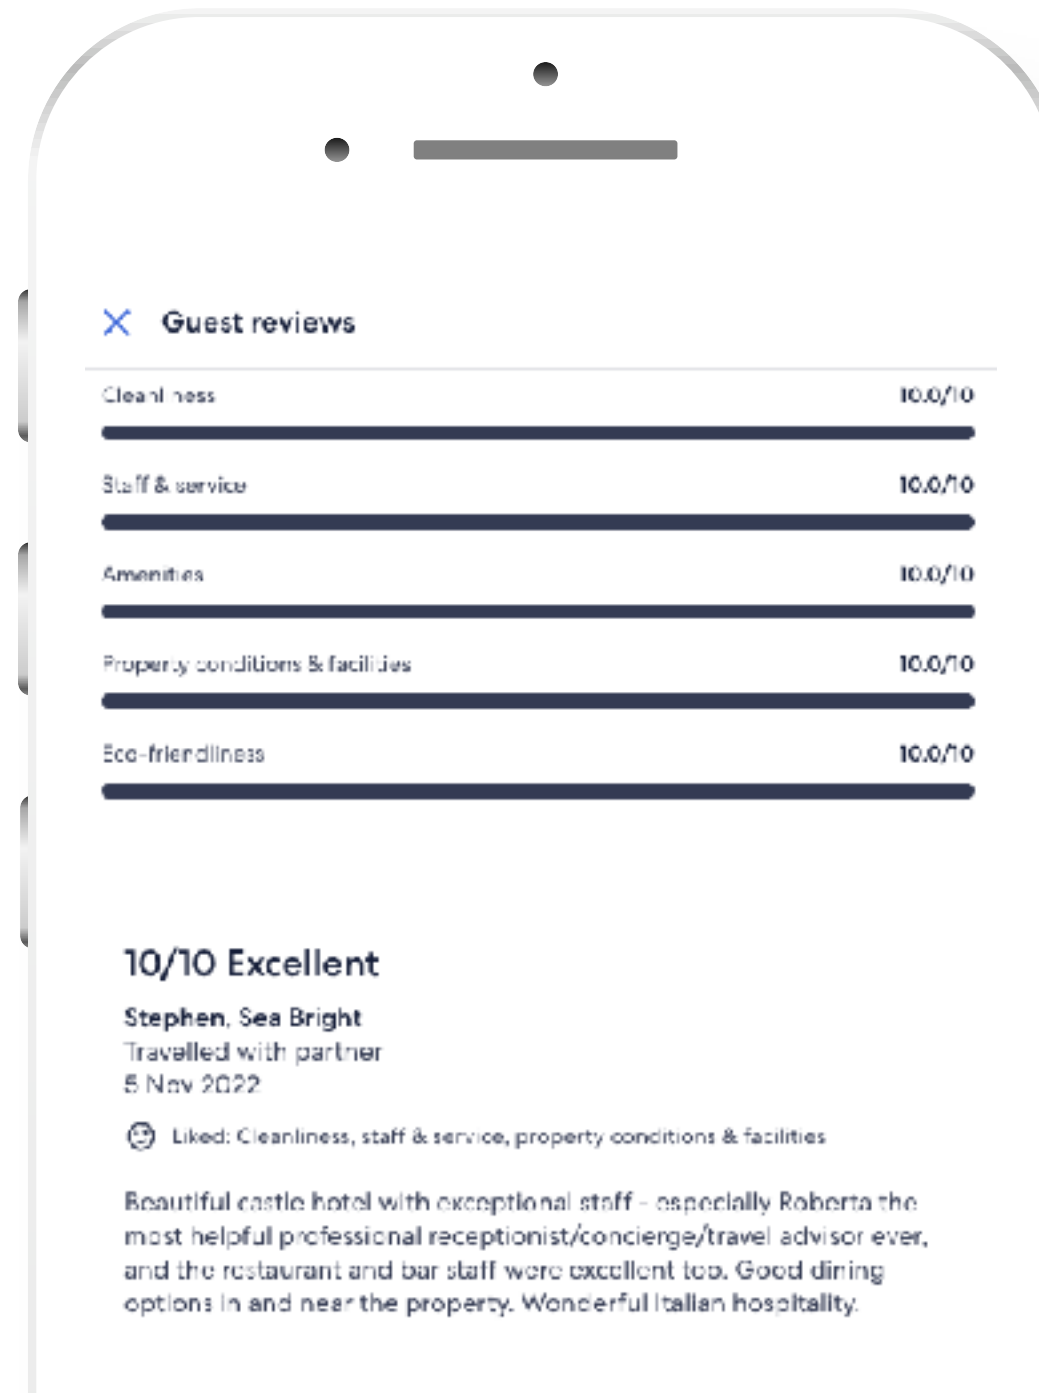 Guest reviews
Cleanliness 10.0/10
Staff & service 10.0/10
Amenities 10.0/10
Property conditions & facilities 10.0/10
Eco-friendliness 10.0/10
10/10 Excellent
Stephen, Sea Bright
Travelled with partner
5 Nov 2022
Liked: Cleanliness, staff & service, property conditions & facilities
Beautiful castle hotel with exceptional staff - especially Roberta the
most helpful professional receptionist/concierge/travel advisor ever,
and the restaurant and bar staff were excellent too. Good dining
options in and near the property. Wonderful Italian hospitality.